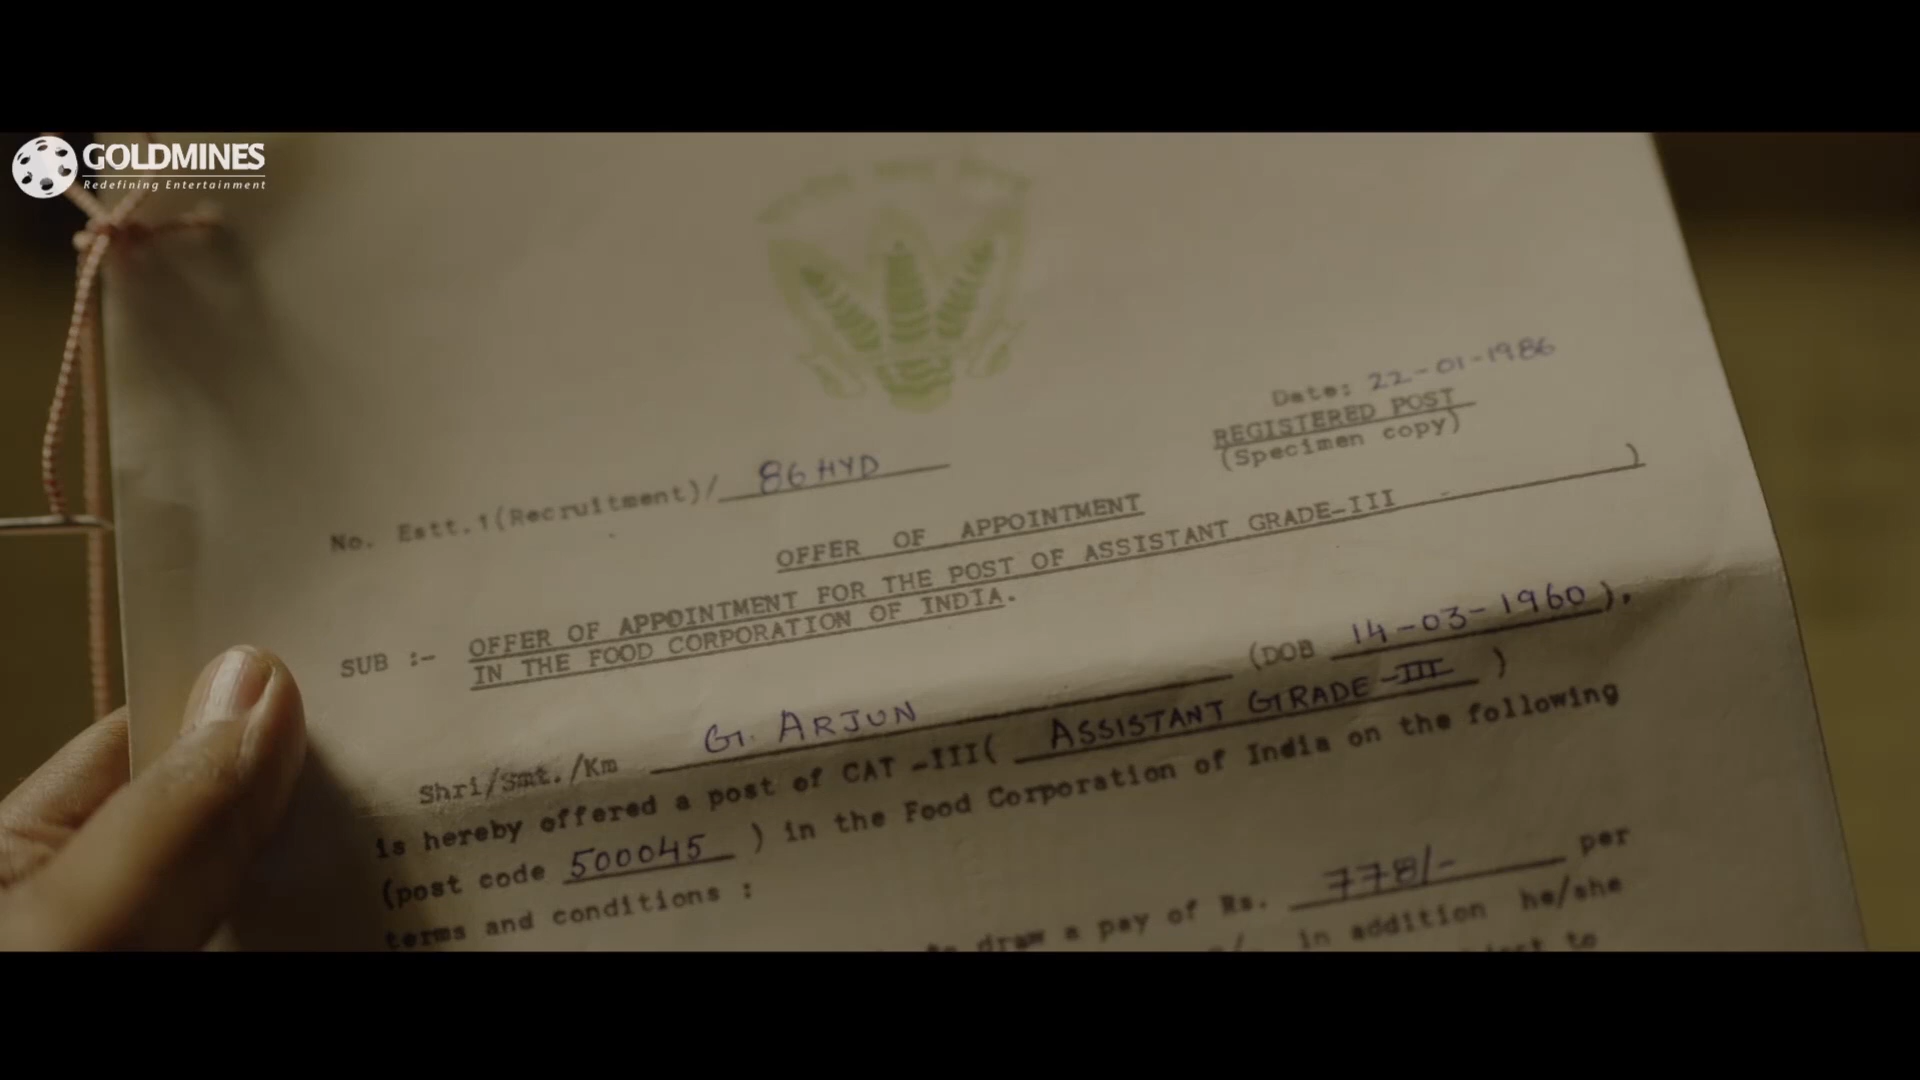 GOLDMINES
Redefining Entertainment
Date: 22-01-1986
REGISTERED POST
(Specimen copy)
No. Estt.1(Recruitment)/ 86 HYD
OFFER OF APPOINTMENT
SUB :- OFFER OF APPOINTMENT FOR THE POST OF ASSISTANT GRADE-III )
IN THE FOOD CORPORATION OF INDIA.
Shri/Smt./Km G. ARJUN (DOB 14-03-1960).
is hereby offered a post of CAT -III( ASSISTANT GRADE-III )
(post code 500045 ) in the Food Corporation of India on the following
terms and conditions :
to draw a pay of Rs. 778/- per
in addition he/she
to